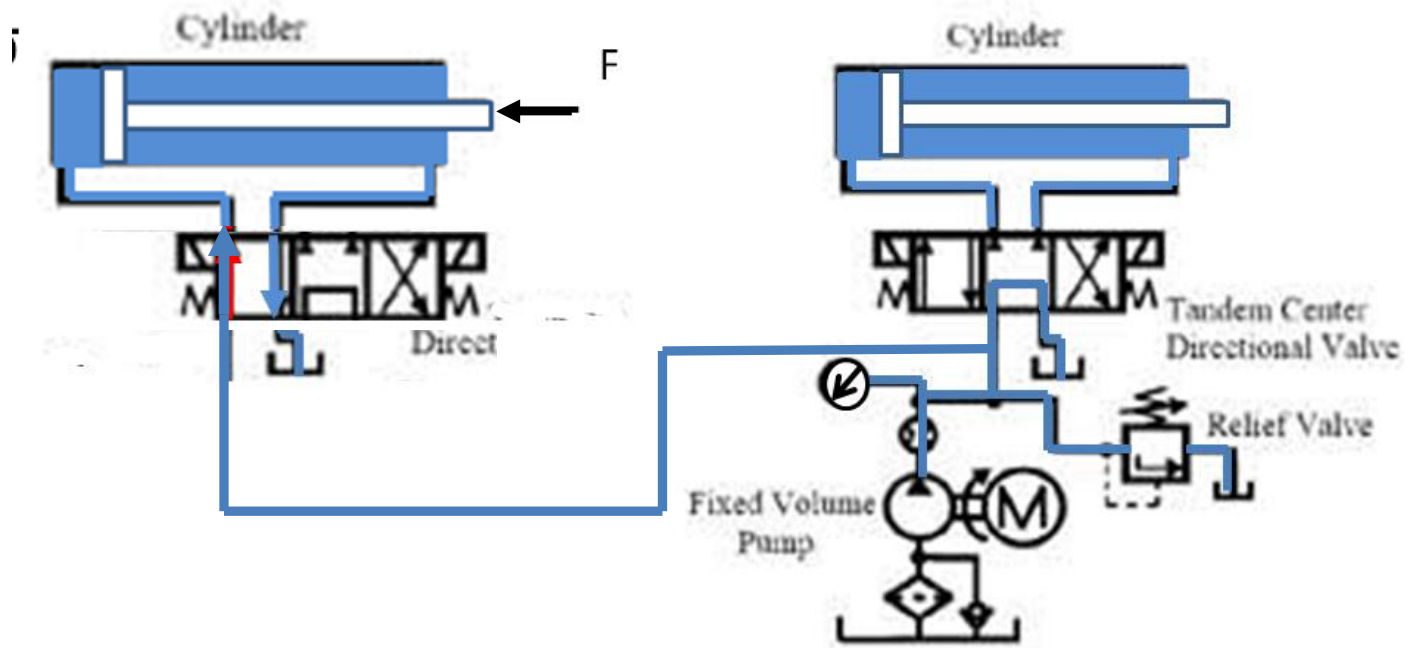 Cylinder
F
Cylinder
Direct
Tandem Center
Directional Valve
Relief Valve
Fixed Volume
Pump
M